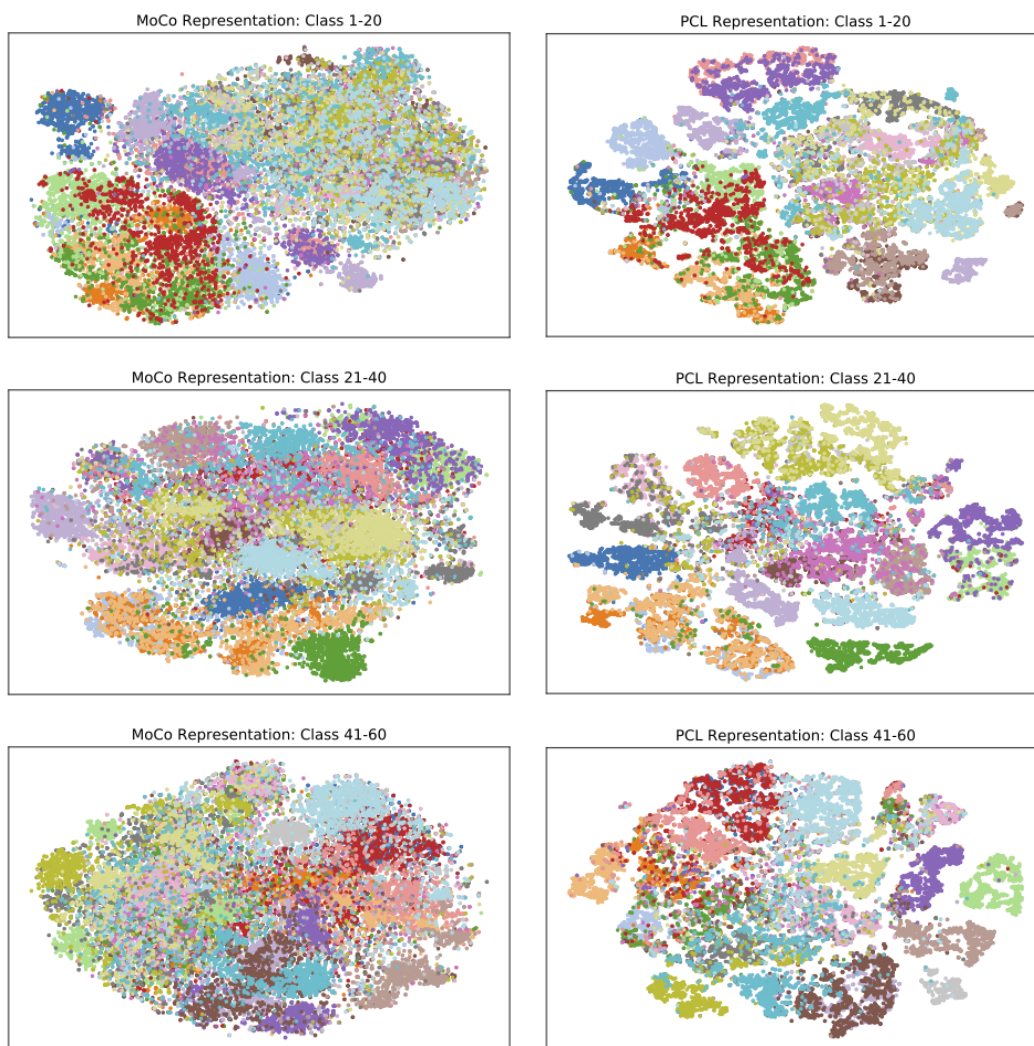 MoCo Representation: Class 1-20
PCL Representation: Class 1-20
MoCo Representation: Class 21-40
PCL Representation: Class 21-40
MoCo Representation: Class 41-60
PCL Representation: Class 41-60